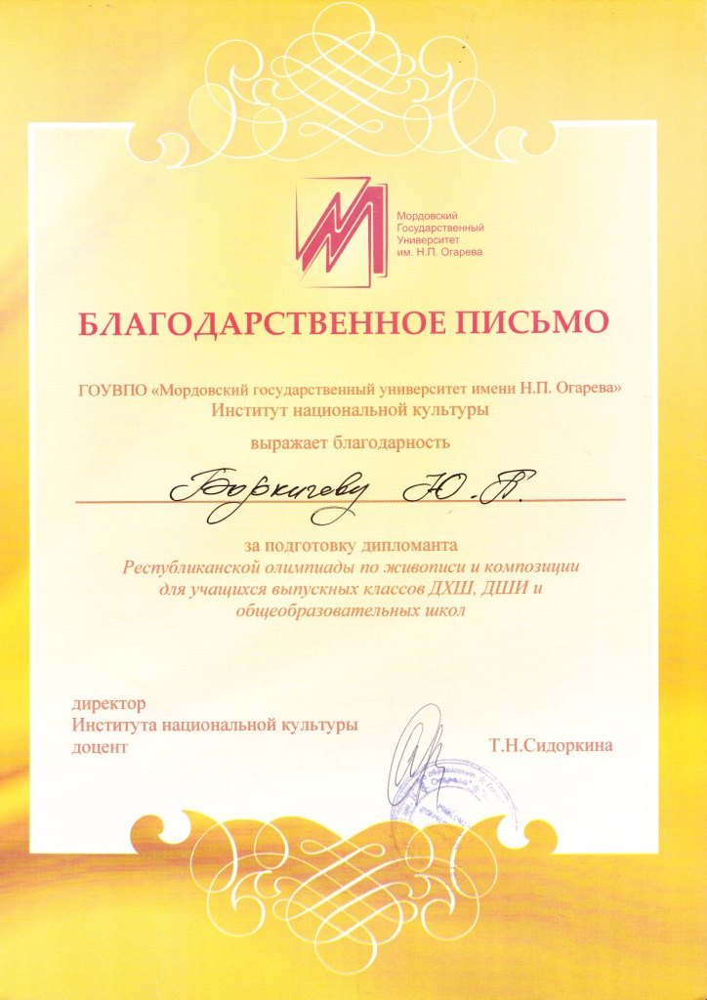 Мордовский
Государственный
Университет
им. Н.П. Огарева
БЛАГОДАРСТВЕННОЕ ПИСЬМО
ГОУВПО «Мордовский государственный университет имени Н.П. Огарева»
Институт национальной культуры
выражает благодарность
Ю.П.
за подготовку дипломанта
Республиканской олимпиады по живописи и композиции
для учащихся выпускных классов ДХШ, ДШИ и
общеобразовательных школ
директор
Института национальной культуры
доцент
Т.Н.Сидоркина